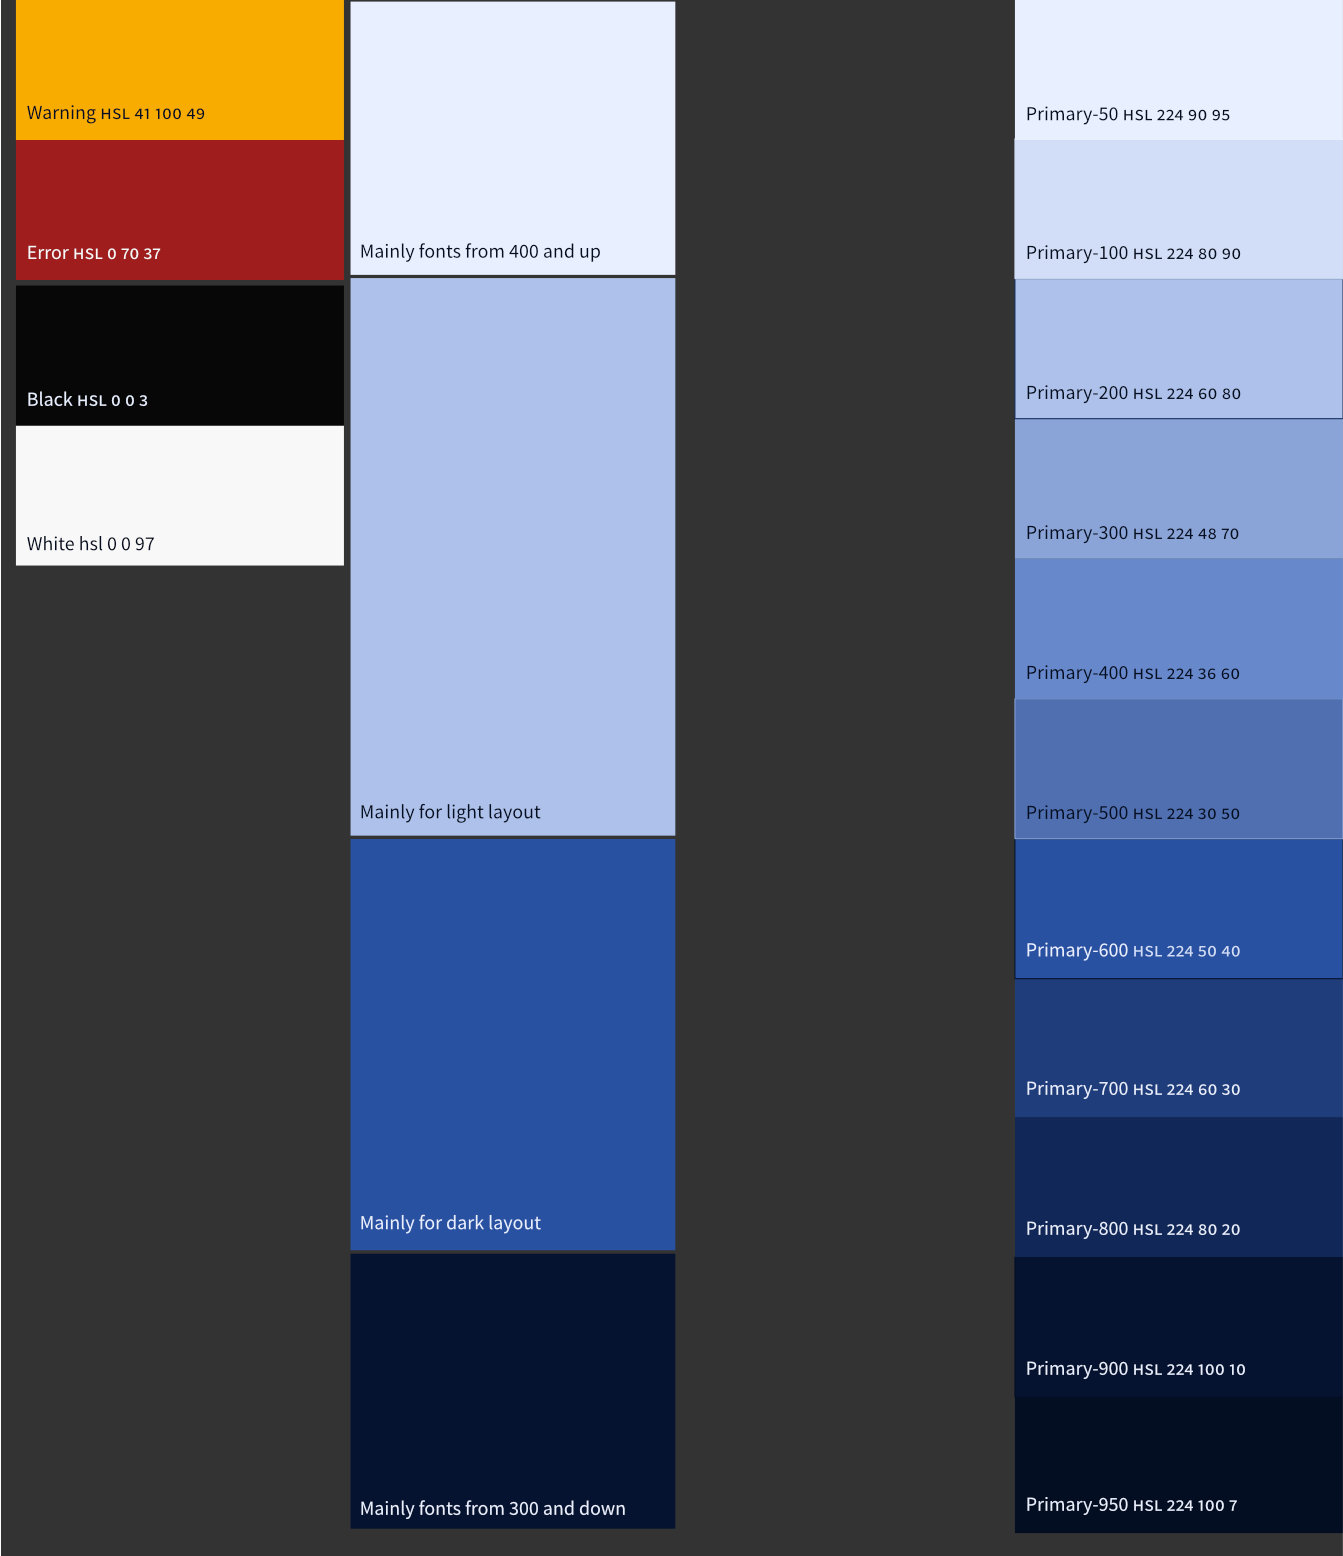 Warning HSL 41 100 49
Error HSL 0 70 37
Black HSL 0 0 3
White hsl 0 0 97
Mainly fonts from 400 and up
Mainly for light layout
Mainly for dark layout
Mainly fonts from 300 and down
Primary-50 HSL 224 90 95
Primary-100 HSL 224 80 90
Primary-200 HSL 224 60 80
Primary-300 HSL 224 48 70
Primary-400 HSL 224 36 60
Primary-500 HSL 224 30 50
Primary-600 HSL 224 50 40
Primary-700 HSL 224 60 30
Primary-800 HSL 224 80 20
Primary-900 HSL 224 100 10
Primary-950 HSL 224 100 7